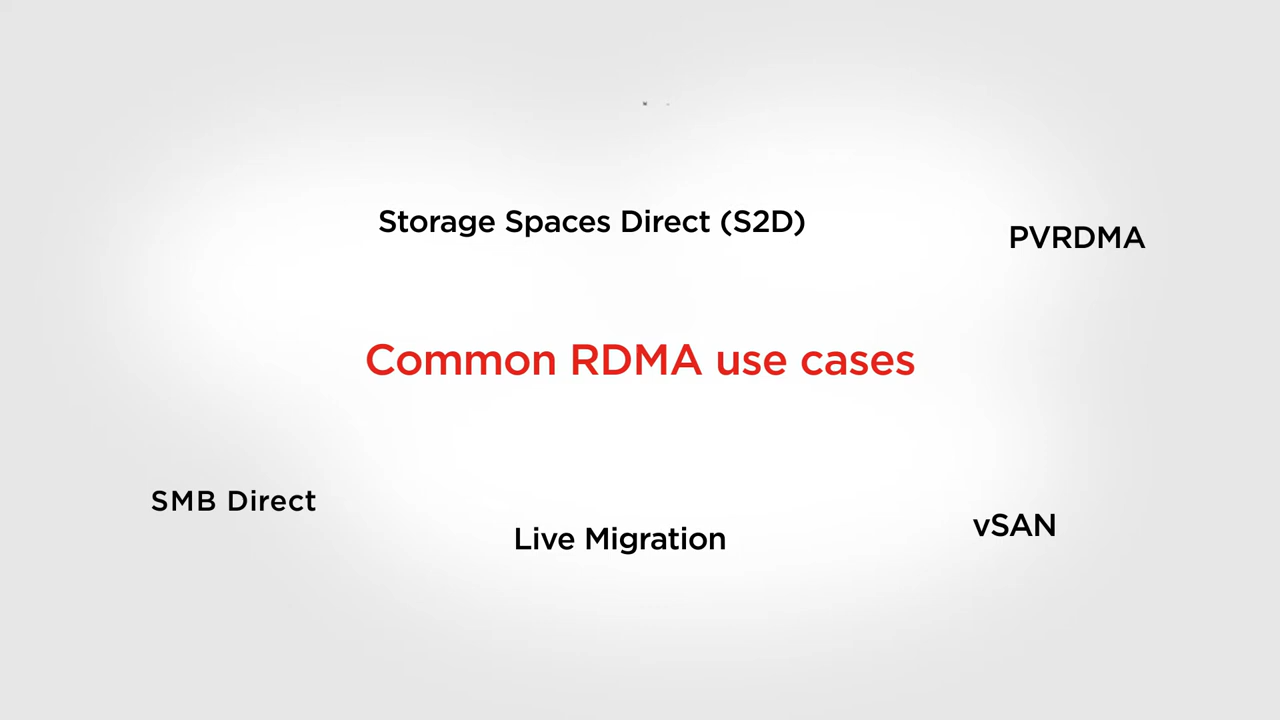 Storage Spaces Direct (S2D)
PVRDMA
Common RDMA use cases
SMB Direct
Live Migration
vSAN